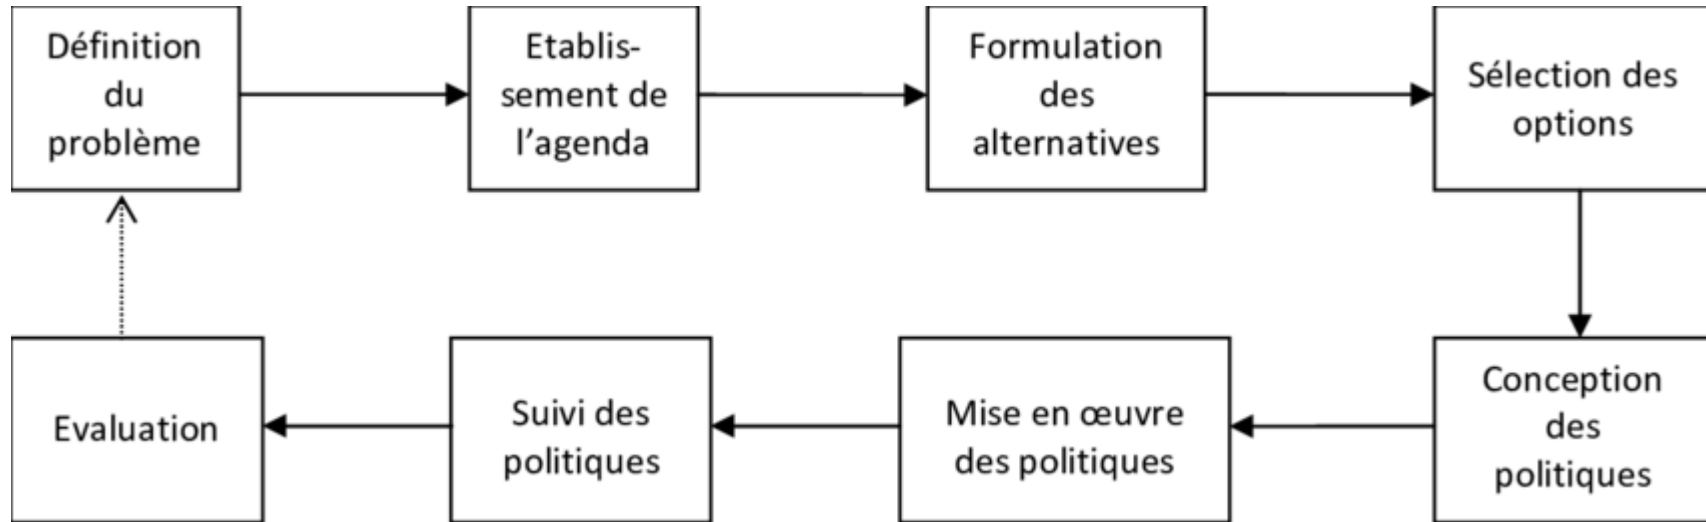 Définition
du
problème
Etablis-
sement de
l’agenda
Formulation
des
alternatives
Sélection des
options
Conception
des
politiques
Mise en œuvre
des politiques
Suivi des
politiques
Evaluation